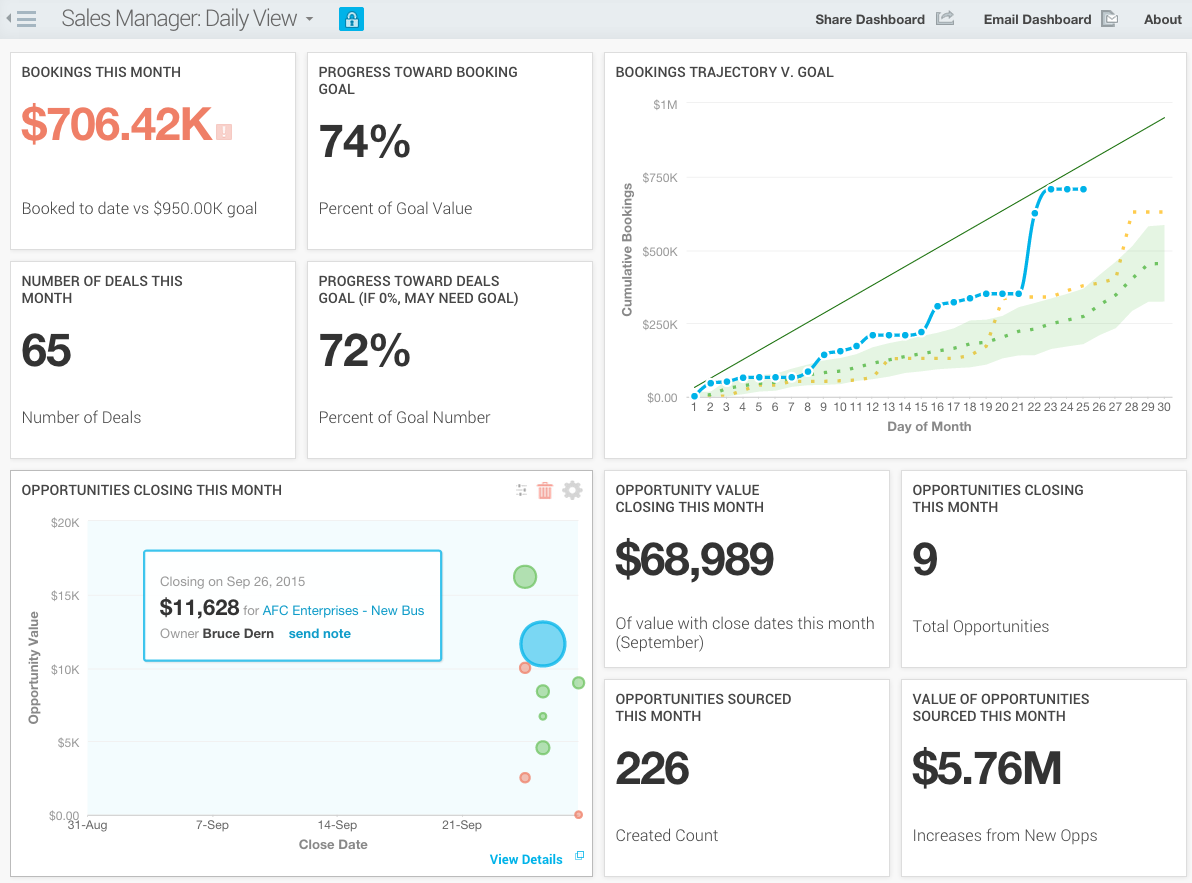 Sales Manager: Daily View
Share Dashboard
Email Dashboard
About
BOOKINGS THIS MONTH
$706.42K
!
Booked to date vs $950.00K goal
PROGRESS TOWARD BOOKING
GOAL
74%
Percent of Goal Value
BOOKINGS TRAJECTORY V. GOAL
$1M
$750K
$500K
$250K
$0.00
Cumulative Bookings
1 2 3 4 5 6 7 8 9 10 11 12 13 14 15 16 17 18 19 20 21 22 23 24 25 26 27 28 29 30
Day of Month
NUMBER OF DEALS THIS
MONTH
65
Number of Deals
PROGRESS TOWARD DEALS
GOAL (IF 0%, MAY NEED GOAL)
72%
Percent of Goal Number
OPPORTUNITIES CLOSING THIS MONTH
$20K
$15K
$10K
$5K
$0.00
Opportunity Value
Closing on Sep 26, 2015
$11,628 for AFC Enterprises - New Bus
Owner Bruce Dern send note
31-Aug 7-Sep 14-Sep 21-Sep
Close Date
View Details
OPPORTUNITY VALUE
CLOSING THIS MONTH
$68,989
Of value with close dates this month
(September)
OPPORTUNITIES CLOSING
THIS MONTH
9
Total Opportunities
OPPORTUNITIES SOURCED
THIS MONTH
226
Created Count
VALUE OF OPPORTUNITIES
SOURCED THIS MONTH
$5.76M
Increases from New Opps